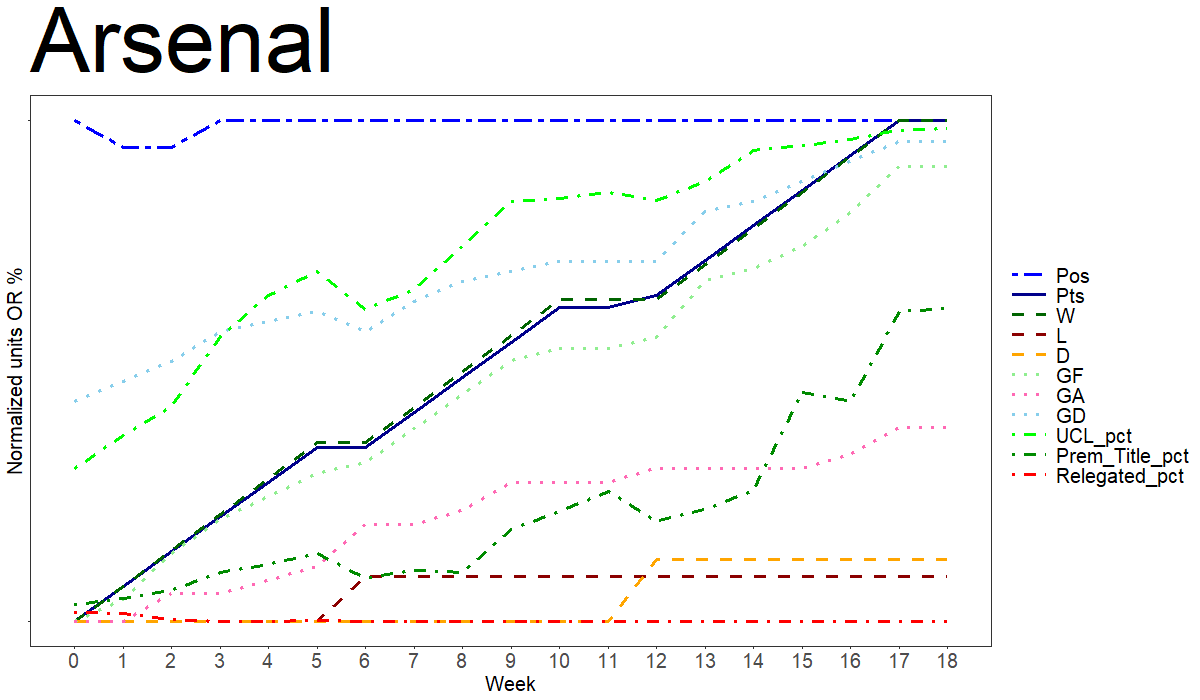 Arsenal
Normalized units OR %
Pos
Pts
W
L
D
GF
GA
GD
UCL_pct
Prem_Title_pct
Relegated_pct
0 1 2 3 4 5 6 7 8 9 10 11 12 13 14 15 16 17 18
Week